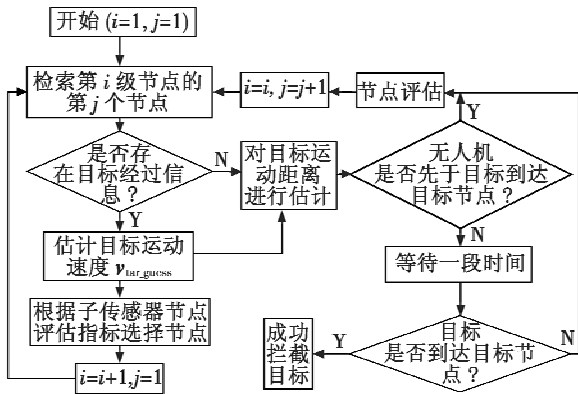 开始 (i=1, j=1)
检索第 i 级节点的
第 j 个节点
i=i, j=j+1
节点评估
Y
是否存
在目标经过信
息？
N
对目标运
动距离
进行估计
无人机
是否先于目标到达
目标节点？
Y
N
估计目标运动
速度 v_tar_guess
等待一段时间
根据子传感器节点
评估指标选择节点
成功
拦截
目标
Y
目标
是否到达目标节
点？
N
i=i+1,j=1